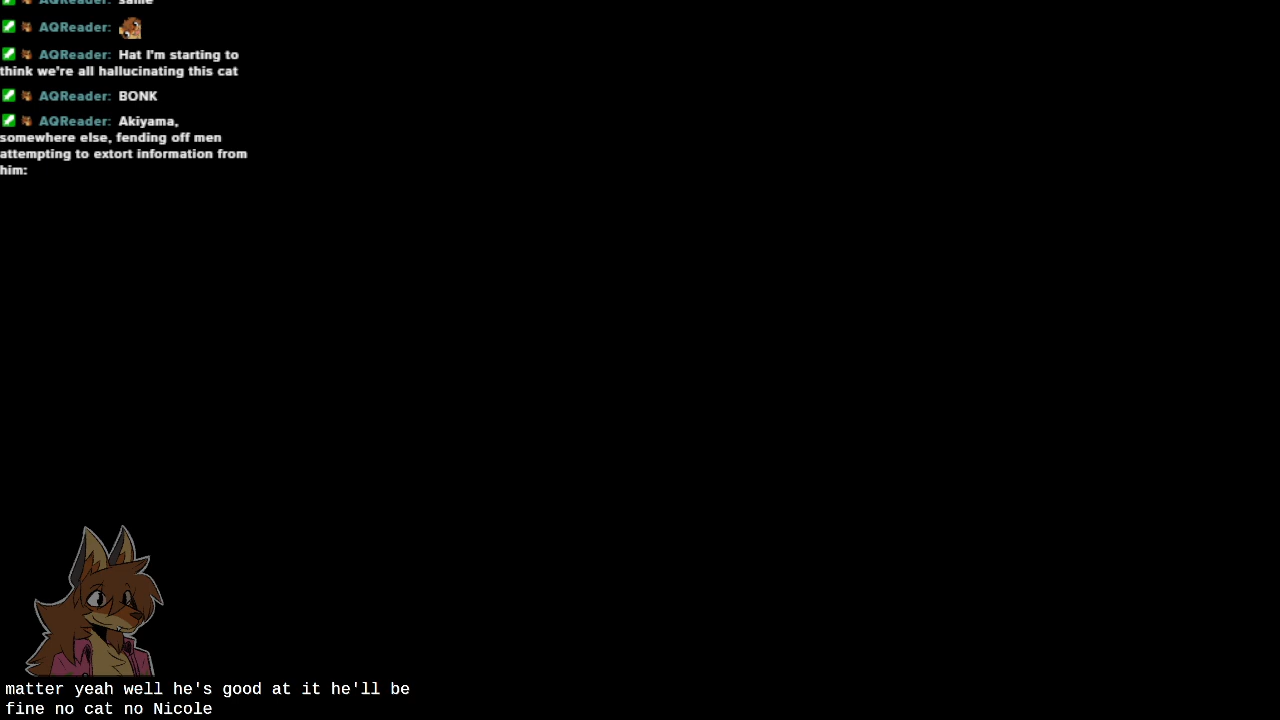 AQReader: same
AQReader:
AQReader: Hat I'm starting to
think we're all hallucinating this cat
AQReader: BONK
AQReader: Akiyama,
somewhere else, fending off men
attempting to extort information from
him:
matter yeah well he's good at it he'll be
fine no cat no Nicole